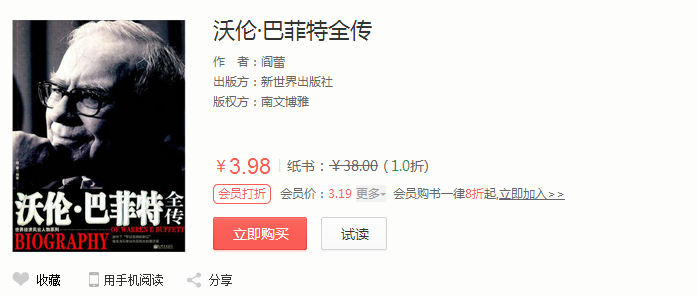 沃伦·巴菲特全传
作 者：阎蕾
出版方：新世界出版社
版权方：南文博雅
￥3.98 纸书：￥38.00 ( 1.0折)
会员打折 会员价：3.19 更多 会员购书一律8折起,立即加入>>
立即购买 试读
沃伦·巴菲特全传
世界经济风云人物系列
OF WARREN E BUFFETT
BIOGRAPHY
收藏 用手机阅读 分享